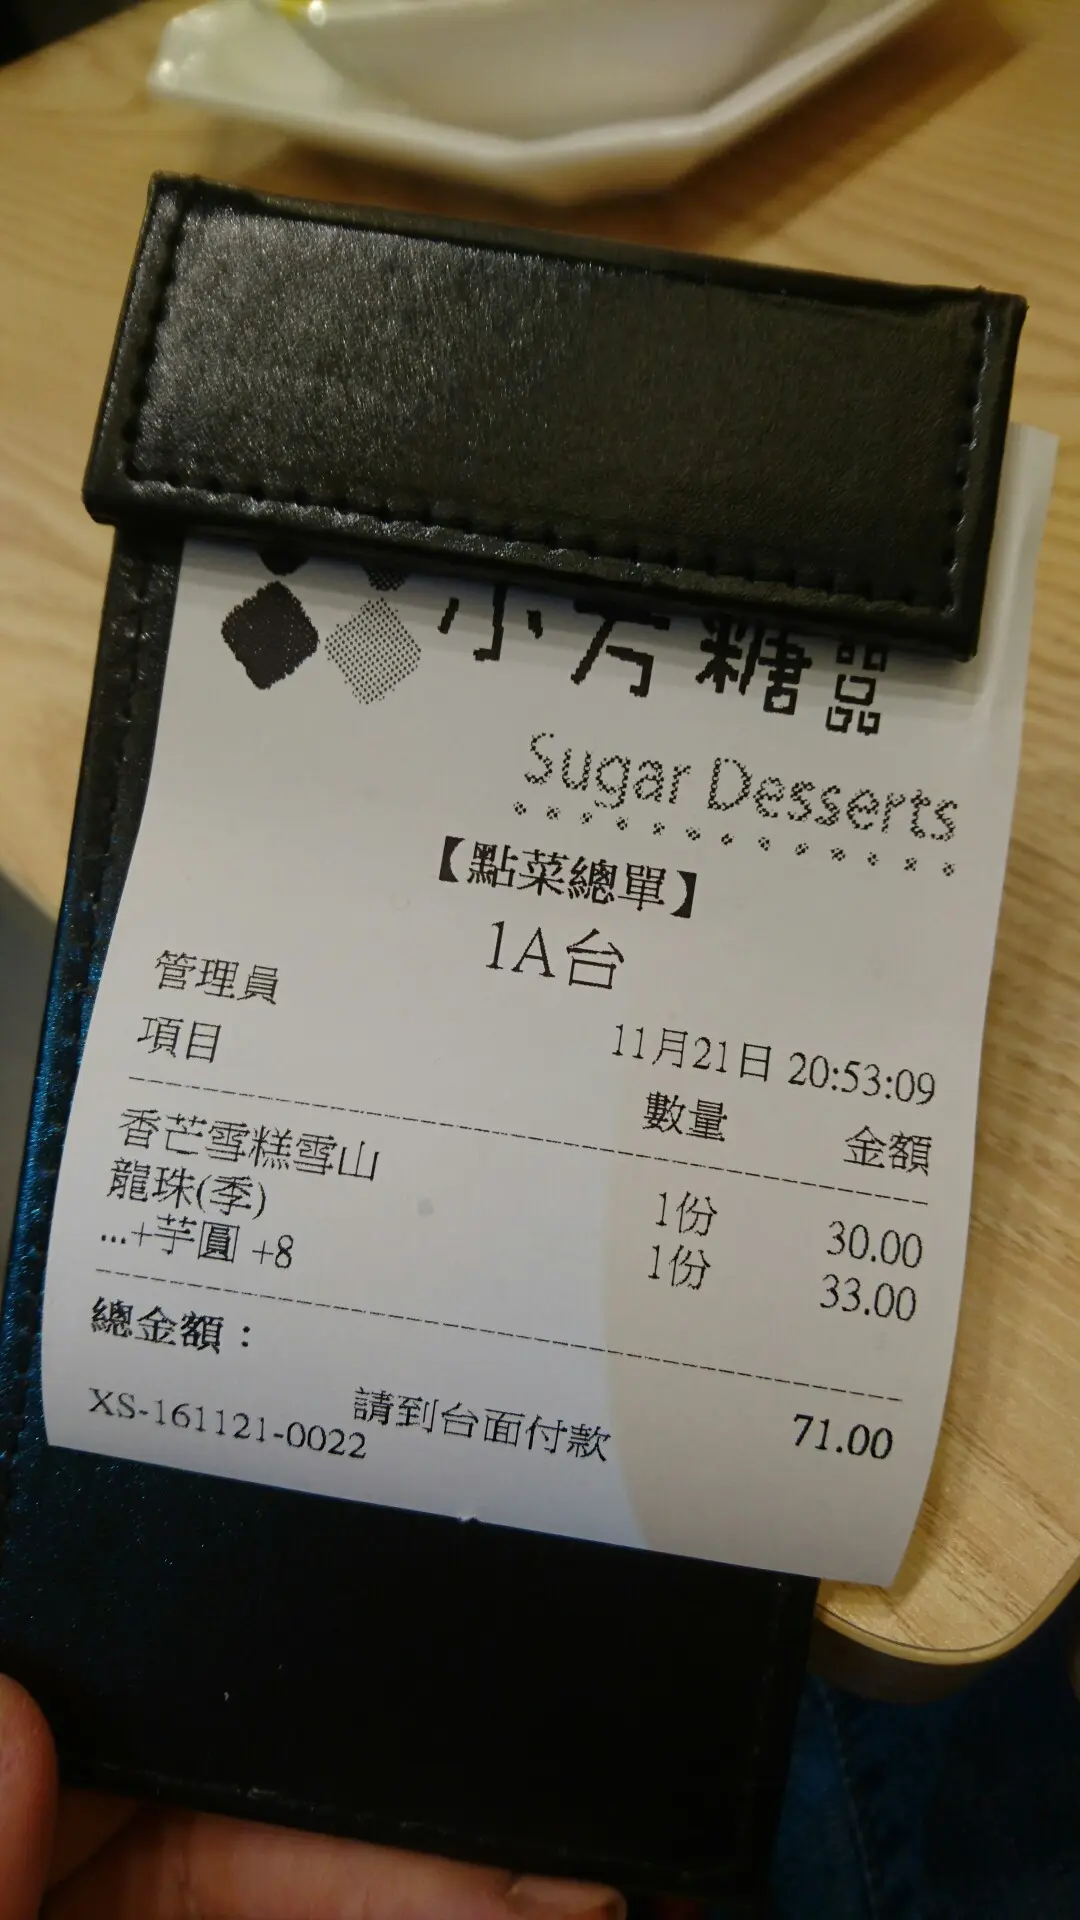 小方糖品
Sugar Desserts
【點菜總單】
1A台
管理員 11月21日 20:53:09
項目 數量 金額
香芒雪糕雪山 1份 30.00
龍珠(季) 1份 33.00
...+芋圓 +8
總金額： 71.00
請到台面付款
XS-161121-0022